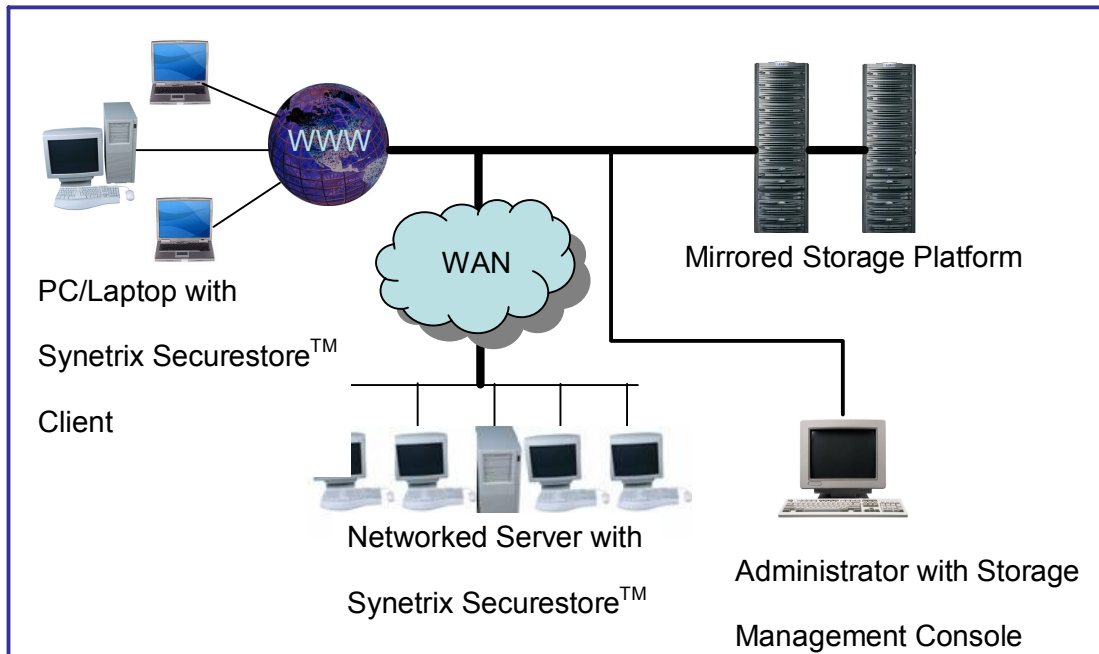 WWW
WAN
Mirrored Storage Platform
PC/Laptop with
Synetrix Securestore™
Client
Networked Server with
Synetrix Securestore™
Administrator with Storage
Management Console